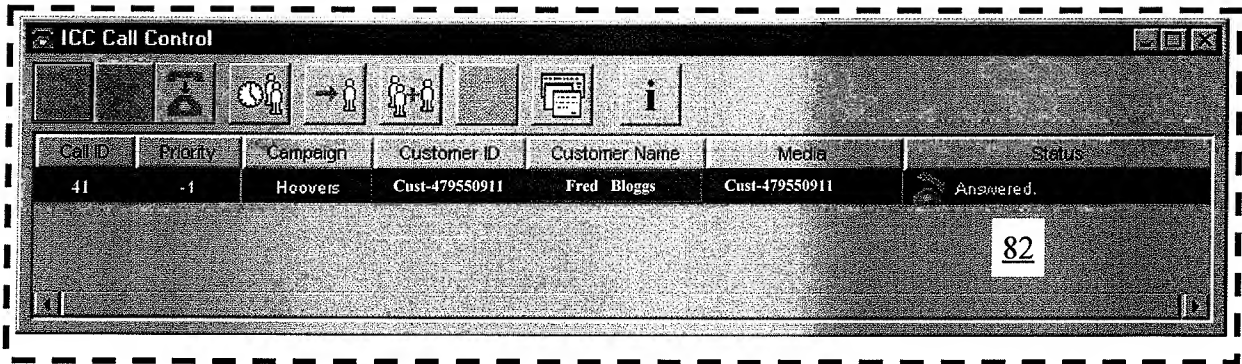 ICC Call Control
i
Call ID Priority Campaign Customer ID Customer Name Media Status
41 -1 Hoovers Cust-479550911 Fred Bloggs Cust-479550911 Answered.
82